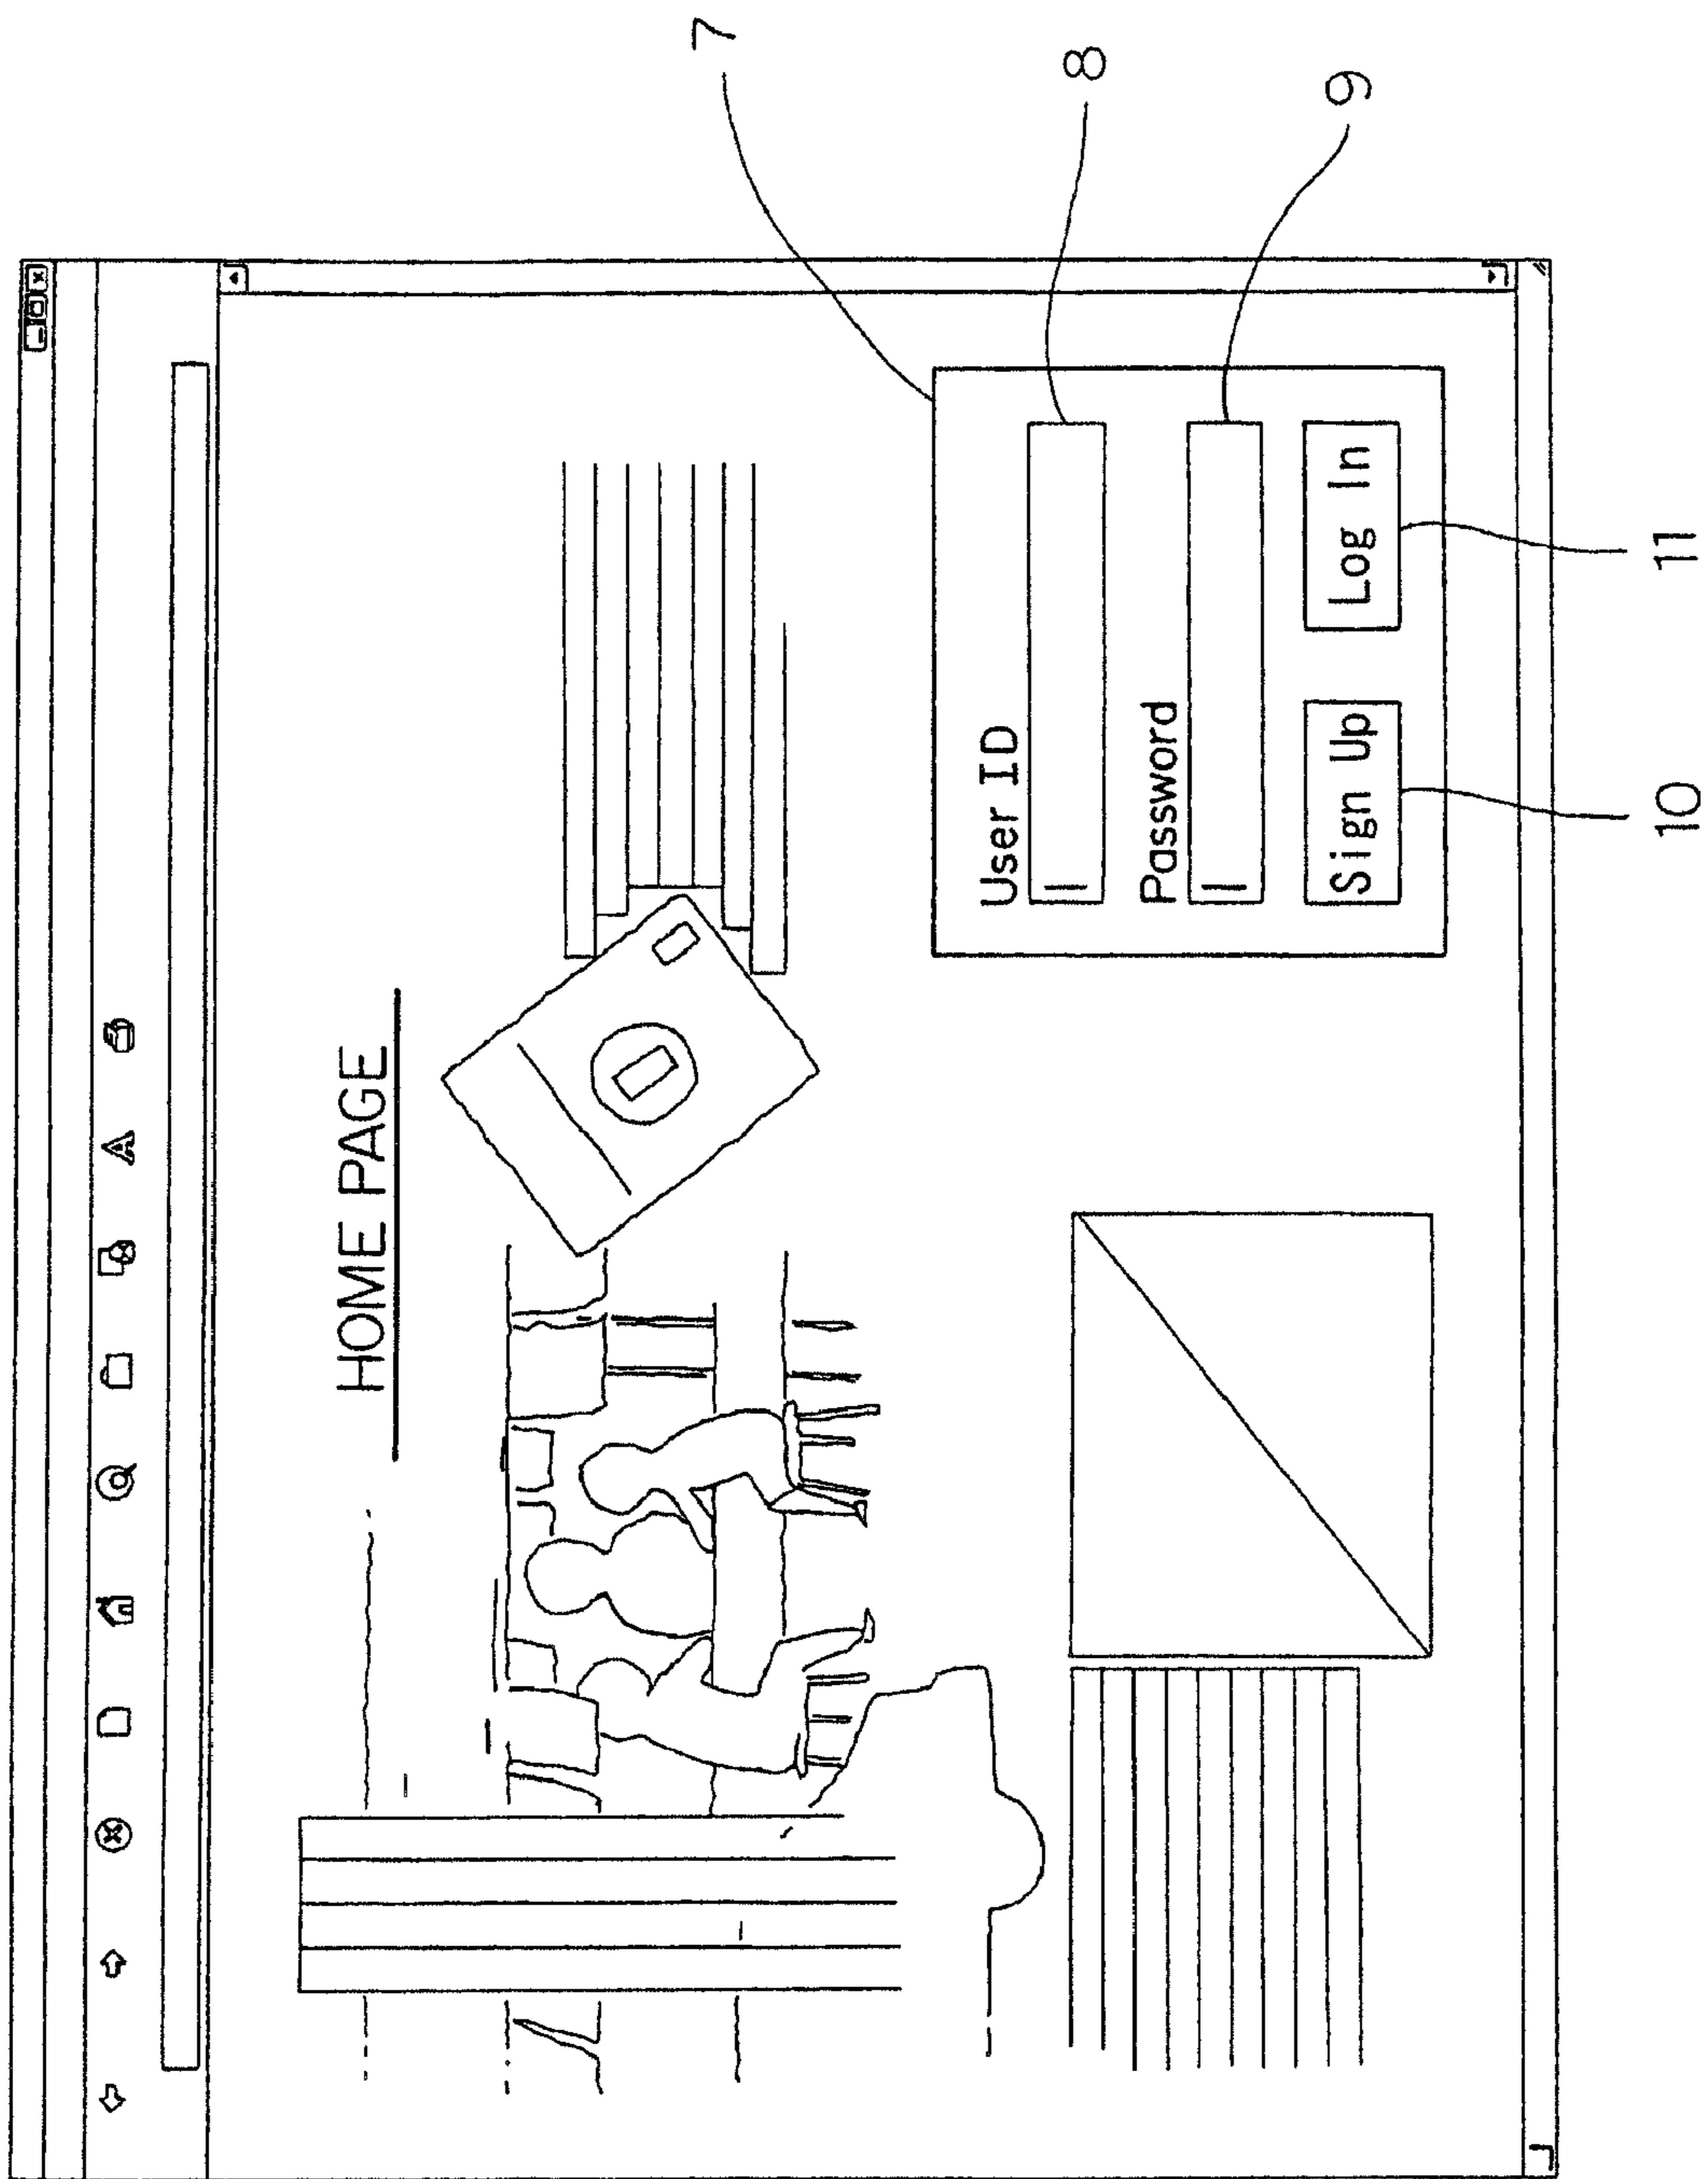 HOME PAGE
7
User ID
8
Password
9
Sign Up
Log In
10
11